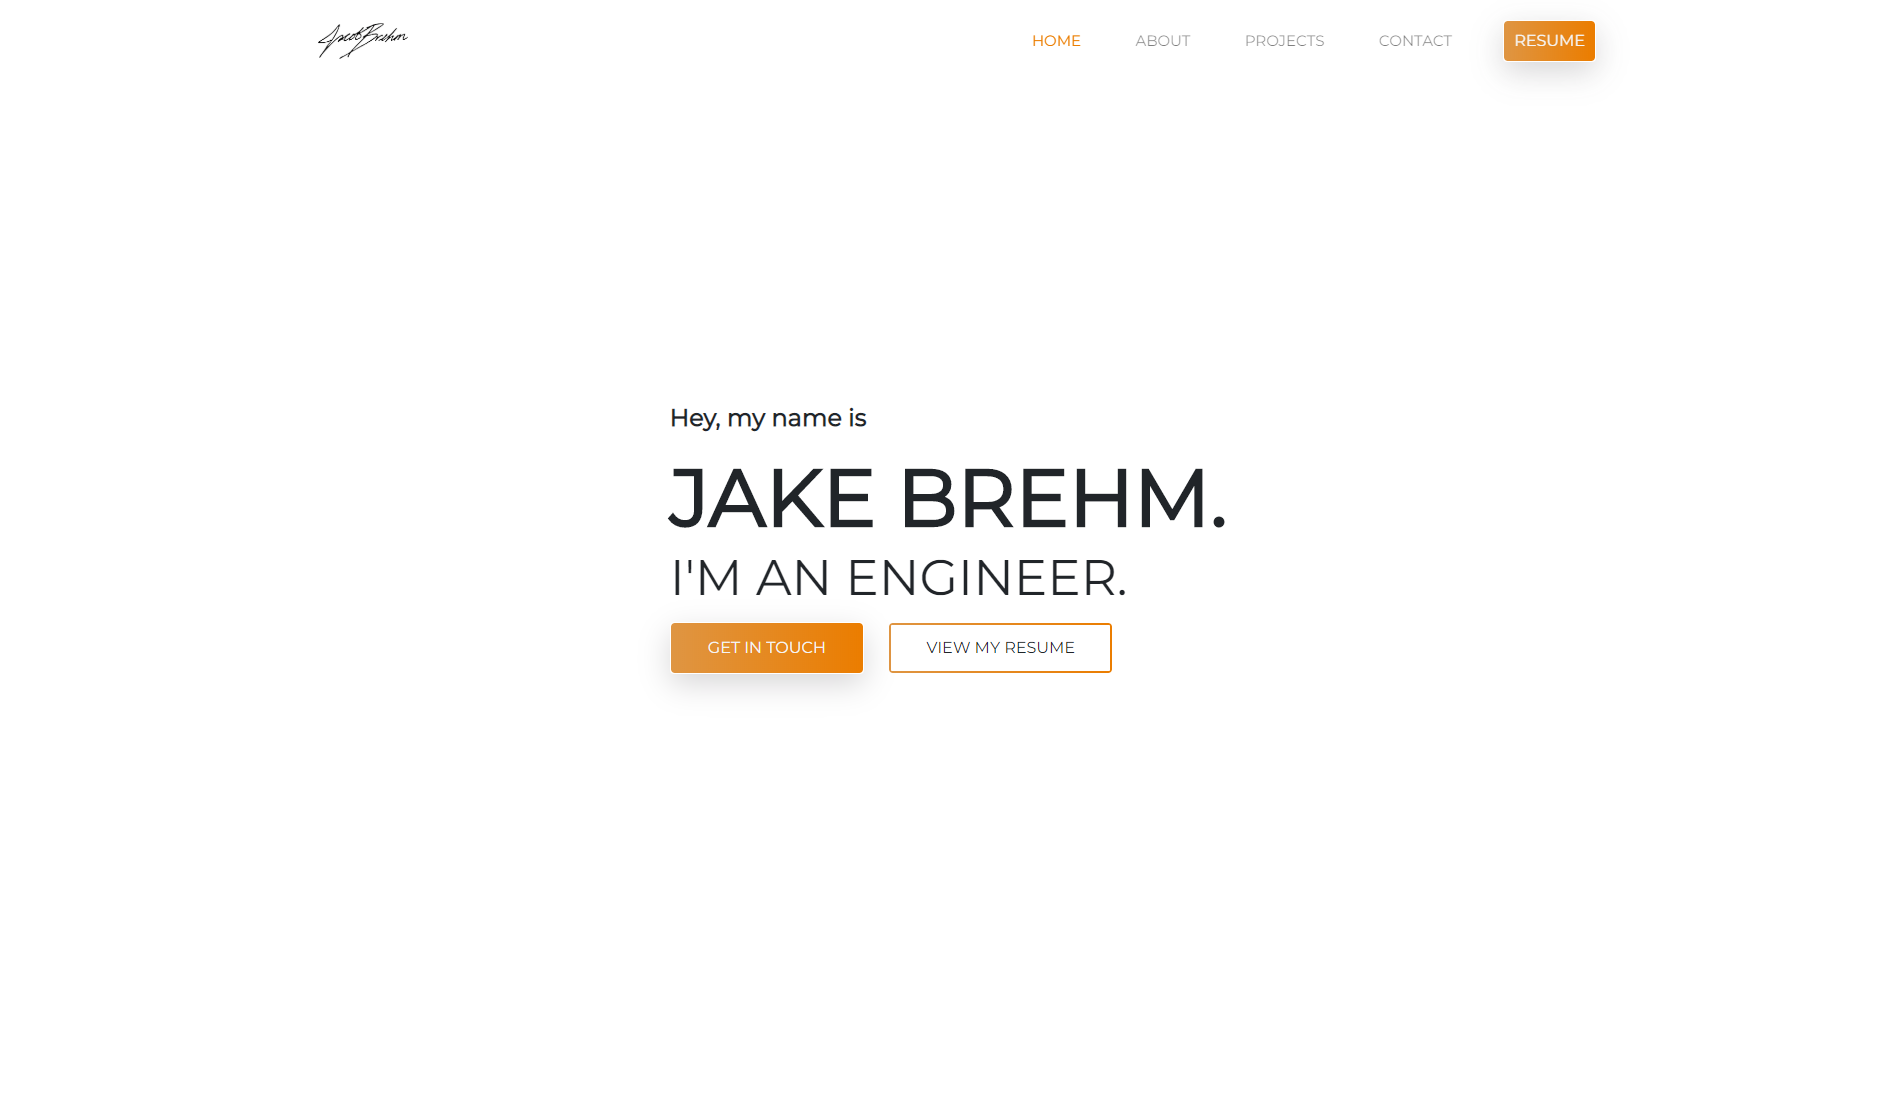 Jacob Brehm
HOME ABOUT PROJECTS CONTACT RESUME
Hey, my name is
JAKE BREHM.
I'M AN ENGINEER.
GET IN TOUCH VIEW MY RESUME